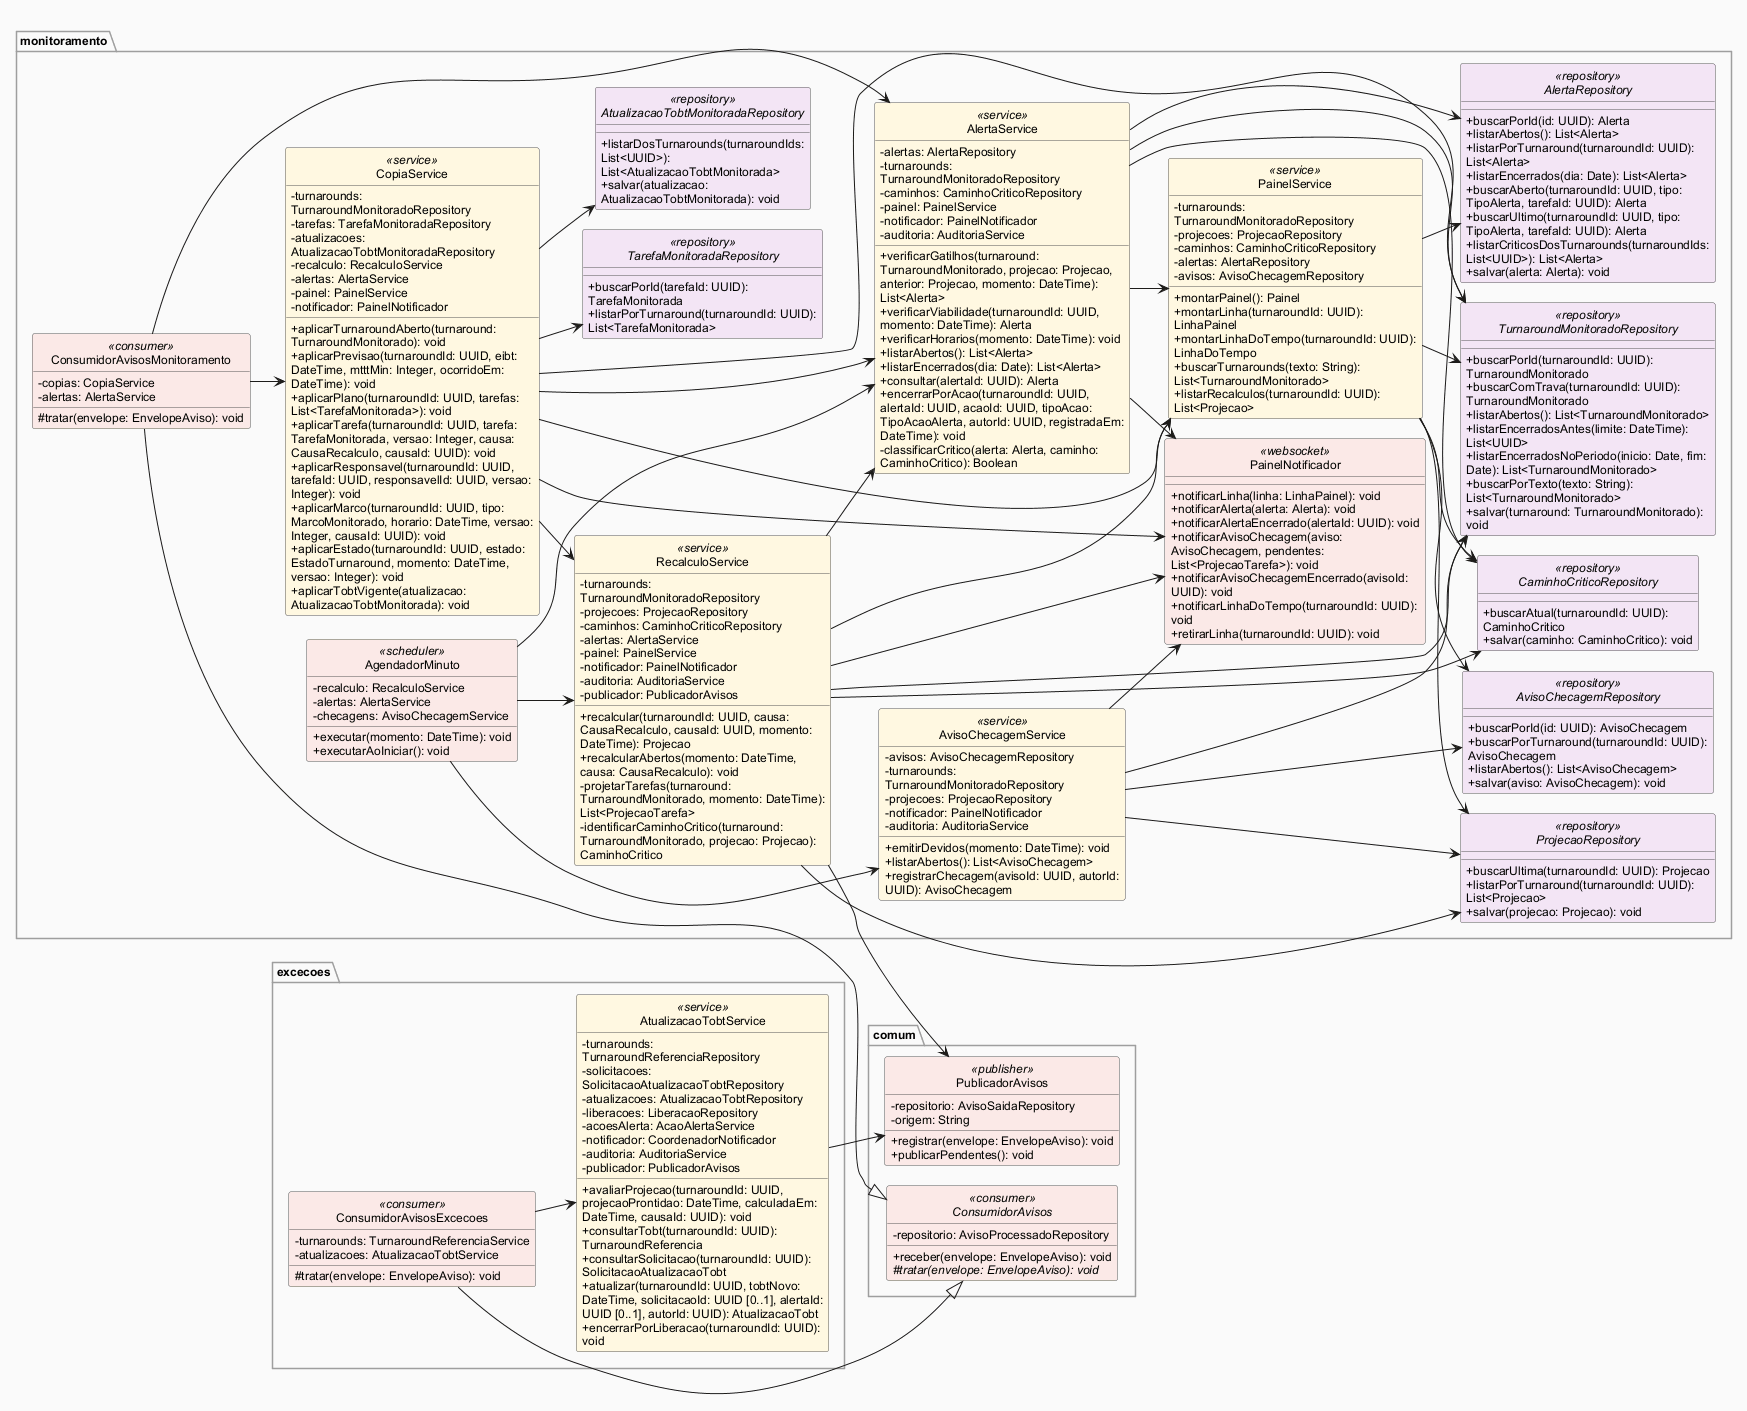 monitoramento
«consumer»
ConsumidorAvisosMonitoramento
-copias: CopiaService
-alertas: AlertaService
#tratar(envelope: EnvelopeAviso): void
«service»
CopiaService
-turnarounds:
TurnaroundMonitoradoRepository
-tarefas: TarefaMonitoradaRepository
-atualizacoes:
AtualizacaoTobtMonitoradaRepository
-recalculo: RecalculoService
-alertas: AlertaService
-painel: PainelService
-notificador: PainelNotificador
+aplicarTurnaroundAberto(turnaround:
TurnaroundMonitorado): void
+aplicarPrevisao(turnaroundId: UUID, eibt:
DateTime, mtttMin: Integer, ocorridoEm:
DateTime): void
+aplicarPlano(turnaroundId: UUID, tarefas:
List<TarefaMonitorada>): void
+aplicarTarefa(turnaroundId: UUID, tarefa:
TarefaMonitorada, versao: Integer, causa:
CausaRecalculo, causaId: UUID): void
+aplicarResponsavel(turnaroundId: UUID,
tarefaId: UUID, responsavelId: UUID, versao:
Integer): void
+aplicarMarco(turnaroundId: UUID, tipo:
MarcoMonitorado, horario: DateTime, versao:
Integer, causaId: UUID): void
+aplicarEstado(turnaroundId: UUID, estado:
EstadoTurnaround, momento: DateTime,
versao: Integer): void
+aplicarTobtVigente(atualizacao:
AtualizacaoTobtMonitorada): void
«scheduler»
AgendadorMinuto
-recalculo: RecalculoService
-alertas: AlertaService
-checagens: AvisoChecagemService
+executar(momento: DateTime): void
+executarAoIniciar(): void
«repository»
AtualizacaoTobtMonitoradaRepository
+listarDosTurnarounds(turnaroundIds:
List<UUID>):
List<AtualizacaoTobtMonitorada>
+salvar(atualizacao:
AtualizacaoTobtMonitorada): void
«repository»
TarefaMonitoradaRepository
+buscarPorId(tarefaId: UUID):
TarefaMonitorada
+listarPorTurnaround(turnaroundId: UUID):
List<TarefaMonitorada>
«service»
RecalculoService
-turnarounds:
TurnaroundMonitoradoRepository
-projecoes: ProjecaoRepository
-caminhos: CaminhoCriticoRepository
-alertas: AlertaService
-painel: PainelService
-notificador: PainelNotificador
-auditoria: AuditoriaService
-publicador: PublicadorAvisos
+recalcular(turnaroundId: UUID, causa:
CausaRecalculo, causaId: UUID, momento:
DateTime): Projecao
+recalcularAbertos(momento: DateTime,
causa: CausaRecalculo): void
-projetarTarefas(turnaround:
TurnaroundMonitorado, momento: DateTime):
List<ProjecaoTarefa>
-identificarCaminhoCritico(turnaround:
TurnaroundMonitorado, projecao: Projecao):
CaminhoCritico
«service»
AlertaService
-alertas: AlertaRepository
-turnarounds:
TurnaroundMonitoradoRepository
-caminhos: CaminhoCriticoRepository
-painel: PainelService
-notificador: PainelNotificador
-auditoria: AuditoriaService
+verificarGatilhos(turnaround:
TurnaroundMonitorado, projecao: Projecao,
anterior: Projecao, momento: DateTime):
List<Alerta>
+verificarViabilidade(turnaroundId: UUID,
momento: DateTime): Alerta
+verificarHorarios(momento: DateTime): void
+listarAbertos(): List<Alerta>
+listarEncerrados(dia: Date): List<Alerta>
+consultar(alertaId: UUID): Alerta
+encerrarPorAcao(turnaroundId: UUID,
alertaId: UUID, acaoId: UUID, tipoAcao:
TipoAcaoAlerta, autorId: UUID, registradaEm:
DateTime): void
-classificarCritico(alerta: Alerta, caminho:
CaminhoCritico): Boolean
«service»
AvisoChecagemService
-avisos: AvisoChecagemRepository
-turnarounds:
TurnaroundMonitoradoRepository
-projecoes: ProjecaoRepository
-notificador: PainelNotificador
-auditoria: AuditoriaService
+emitirDevidos(momento: DateTime): void
+listarAbertos(): List<AvisoChecagem>
+registrarChecagem(avisoId: UUID, autorId:
UUID): AvisoChecagem
«service»
PainelService
-turnarounds:
TurnaroundMonitoradoRepository
-projecoes: ProjecaoRepository
-caminhos: CaminhoCriticoRepository
-alertas: AlertaRepository
-avisos: AvisoChecagemRepository
+montarPainel(): Painel
+montarLinha(turnaroundId: UUID):
LinhaPainel
+montarLinhaDoTempo(turnaroundId: UUID):
LinhaDoTempo
+buscarTurnarounds(texto: String):
List<TurnaroundMonitorado>
+listarRecalculos(turnaroundId: UUID):
List<Projecao>
«websocket»
PainelNotificador
+notificarLinha(linha: LinhaPainel): void
+notificarAlerta(alerta: Alerta): void
+notificarAlertaEncerrado(alertaId: UUID): void
+notificarAvisoChecagem(aviso:
AvisoChecagem, pendentes:
List<ProjecaoTarefa>): void
+notificarAvisoChecagemEncerrado(avisoId:
UUID): void
+notificarLinhaDoTempo(turnaroundId: UUID):
void
+retirarLinha(turnaroundId: UUID): void
«repository»
AlertaRepository
+buscarPorId(id: UUID): Alerta
+listarAbertos(): List<Alerta>
+listarPorTurnaround(turnaroundId: UUID):
List<Alerta>
+listarEncerrados(dia: Date): List<Alerta>
+buscarAberto(turnaroundId: UUID, tipo:
TipoAlerta, tarefaId: UUID): Alerta
+buscarUltimo(turnaroundId: UUID, tipo:
TipoAlerta, tarefaId: UUID): Alerta
+listarCriticosDosTurnarounds(turnaroundIds:
List<UUID>): List<Alerta>
+salvar(alerta: Alerta): void
«repository»
TurnaroundMonitoradoRepository
+buscarPorId(turnaroundId: UUID):
TurnaroundMonitorado
+buscarComTrava(turnaroundId: UUID):
TurnaroundMonitorado
+listarAbertos(): List<TurnaroundMonitorado>
+listarEncerradosAntes(limite: DateTime):
List<UUID>
+listarEncerradosNoPeriodo(inicio: Date, fim:
Date): List<TurnaroundMonitorado>
+buscarPorTexto(texto: String):
List<TurnaroundMonitorado>
+salvar(turnaround: TurnaroundMonitorado):
void
«repository»
CaminhoCriticoRepository
+buscarAtual(turnaroundId: UUID):
CaminhoCritico
+salvar(caminho: CaminhoCritico): void
«repository»
AvisoChecagemRepository
+buscarPorId(id: UUID): AvisoChecagem
+buscarPorTurnaround(turnaroundId: UUID):
AvisoChecagem
+listarAbertos(): List<AvisoChecagem>
+salvar(aviso: AvisoChecagem): void
«repository»
ProjecaoRepository
+buscarUltima(turnaroundId: UUID): Projecao
+listarPorTurnaround(turnaroundId: UUID):
List<Projecao>
+salvar(projecao: Projecao): void
excecoes
«consumer»
ConsumidorAvisosExcecoes
-turnarounds: TurnaroundReferenciaService
-atualizacoes: AtualizacaoTobtService
#tratar(envelope: EnvelopeAviso): void
«service»
AtualizacaoTobtService
-turnarounds:
TurnaroundReferenciaRepository
-solicitacoes:
SolicitacaoAtualizacaoTobtRepository
-atualizacoes: AtualizacaoTobtRepository
-liberacoes: LiberacaoRepository
-acoesAlerta: AcaoAlertaService
-notificador: CoordenadorNotificador
-auditoria: AuditoriaService
-publicador: PublicadorAvisos
+avaliarProjecao(turnaroundId: UUID,
projecaoProntidao: DateTime, calculadaEm:
DateTime, causaId: UUID): void
+consultarTobt(turnaroundId: UUID):
TurnaroundReferencia
+consultarSolicitacao(turnaroundId: UUID):
SolicitacaoAtualizacaoTobt
+atualizar(turnaroundId: UUID, tobtNovo:
DateTime, solicitacaoId: UUID [0..1], alertaId:
UUID [0..1], autorId: UUID): AtualizacaoTobt
+encerrarPorLiberacao(turnaroundId: UUID):
void
comum
«publisher»
PublicadorAvisos
-repositorio: AvisoSaidaRepository
-origem: String
+registrar(envelope: EnvelopeAviso): void
+publicarPendentes(): void
«consumer»
ConsumidorAvisos
-repositorio: AvisoProcessadoRepository
+receber(envelope: EnvelopeAviso): void
#tratar(envelope: EnvelopeAviso): void